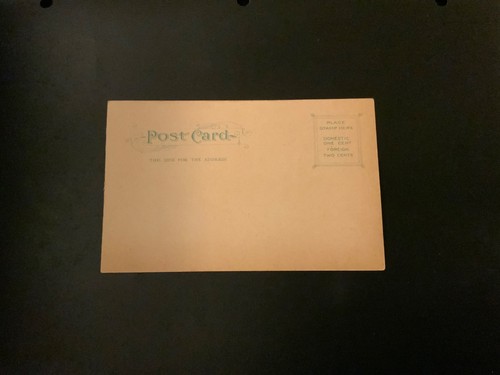 Post Card
THIS SIDE FOR THE ADDRESS
PLACE
STAMP HERE
DOMESTIC
ONE CENT
FOREIGN
TWO CENTS